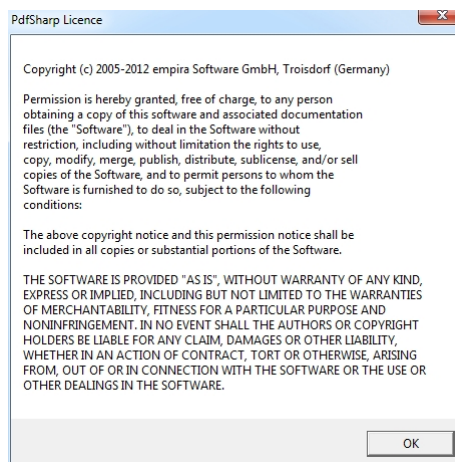 PdfSharp Licence
Copyright (c) 2005-2012 empira Software GmbH, Troisdorf (Germany)
Permission is hereby granted, free of charge, to any person
obtaining a copy of this software and associated documentation
files (the "Software"), to deal in the Software without
restriction, including without limitation the rights to use,
copy, modify, merge, publish, distribute, sublicense, and/or sell
copies of the Software, and to permit persons to whom the
Software is furnished to do so, subject to the following
conditions:
The above copyright notice and this permission notice shall be
included in all copies or substantial portions of the Software.
THE SOFTWARE IS PROVIDED "AS IS", WITHOUT WARRANTY OF ANY KIND,
EXPRESS OR IMPLIED, INCLUDING BUT NOT LIMITED TO THE WARRANTIES
OF MERCHANTABILITY, FITNESS FOR A PARTICULAR PURPOSE AND
NONINFRINGEMENT. IN NO EVENT SHALL THE AUTHORS OR COPYRIGHT
HOLDERS BE LIABLE FOR ANY CLAIM, DAMAGES OR OTHER LIABILITY,
WHETHER IN AN ACTION OF CONTRACT, TORT OR OTHERWISE, ARISING
FROM, OUT OF OR IN CONNECTION WITH THE SOFTWARE OR THE USE OR
OTHER DEALINGS IN THE SOFTWARE.
OK